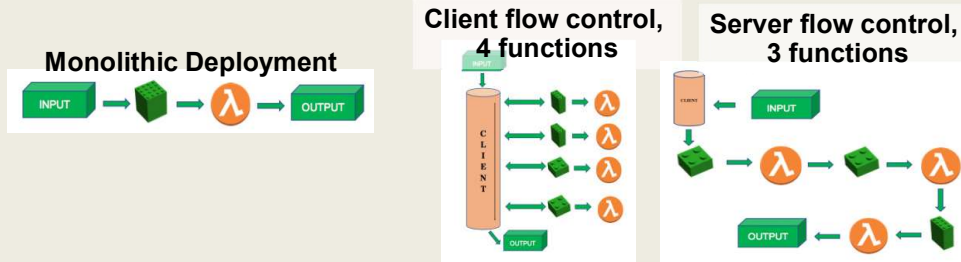 Monolithic Deployment
INPUT
λ
OUTPUT
Client flow control,
4 functions
INPUT
CLIENT
λ
λ
λ
λ
OUTPUT
Server flow control,
3 functions
CLIENT
INPUT
λ
λ
OUTPUT
λ